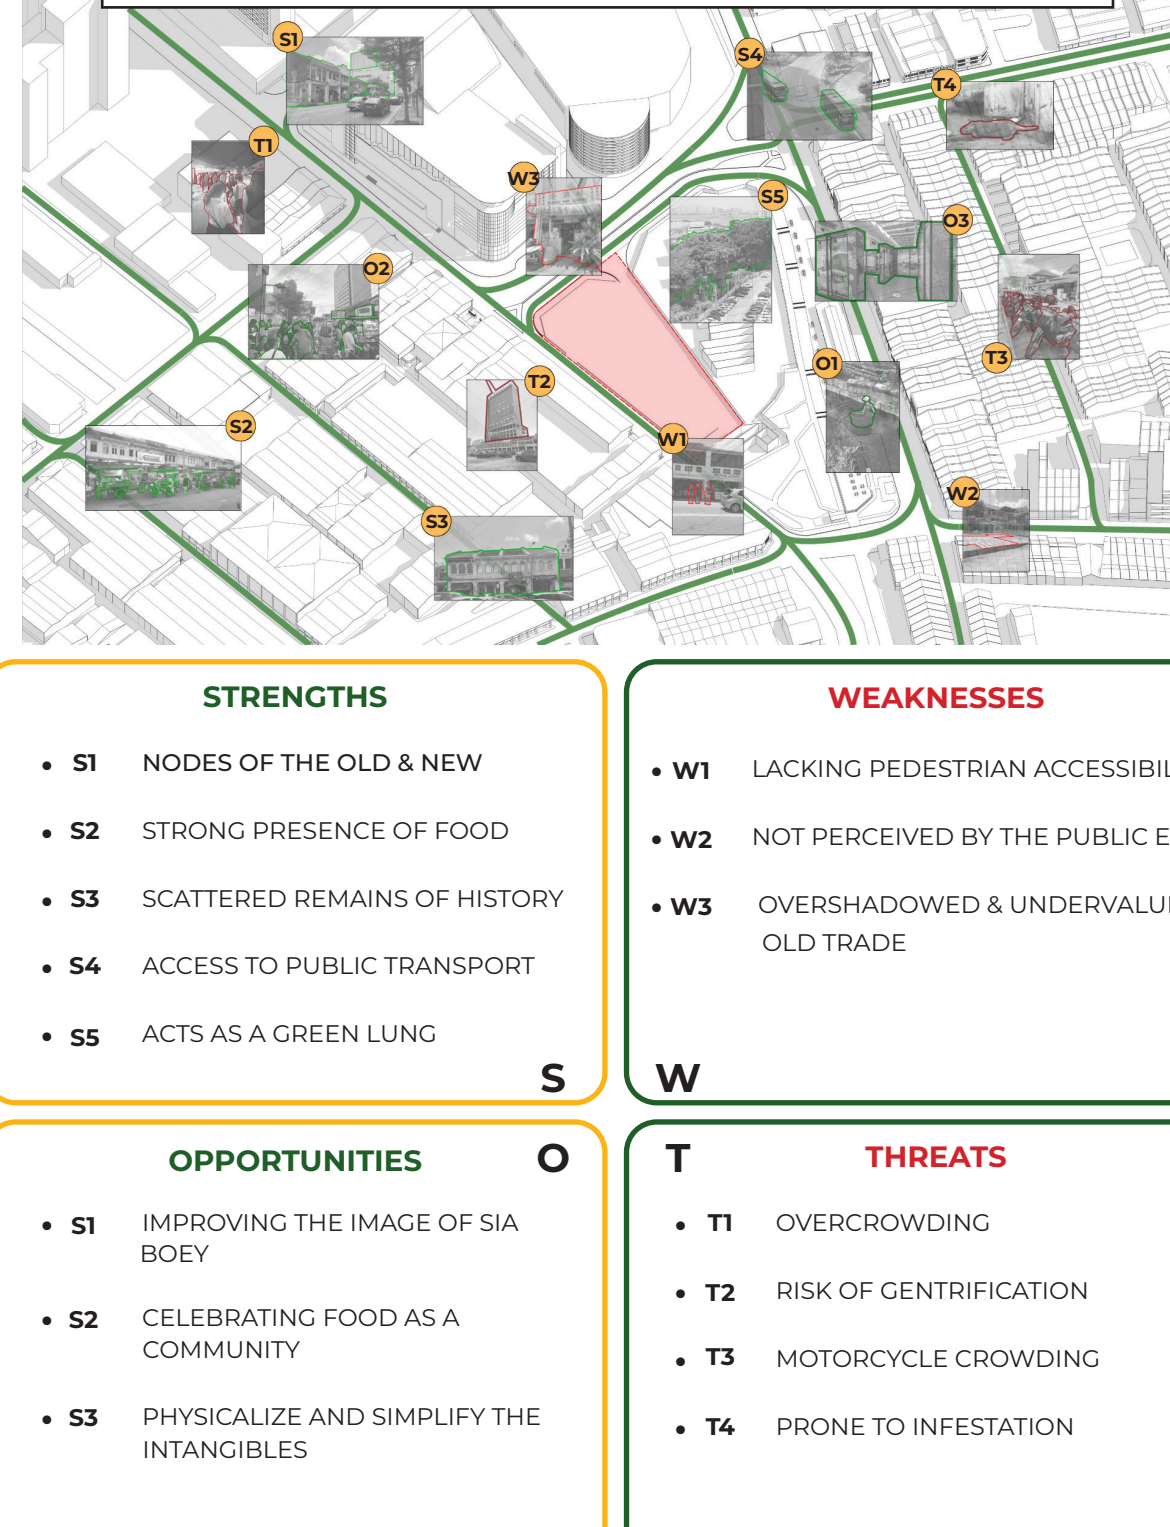 S1
S4
T4
T1
W3
S5
O3
O2
T3
O1
T2
S2
W1
W2
S3
STRENGTHS
S1 NODES OF THE OLD & NEW
S2 STRONG PRESENCE OF FOOD
S3 SCATTERED REMAINS OF HISTORY
S4 ACCESS TO PUBLIC TRANSPORT
S5 ACTS AS A GREEN LUNG
S
WEAKNESSES
W1 LACKING PEDESTRIAN
W2 NOT PERCEIVED BY THE PUBLIC
W3 OVERSHADOWED &
OLD TRADE
W
OPPORTUNITIES
O
S1 IMPROVING THE IMAGE OF SIA
BOEY
S2 CELEBRATING FOOD AS A
COMMUNITY
S3 PHYSICALIZE AND SIMPLIFY THE
INTANGIBLES
T
THREATS
T1 OVERCROWDING
T2 RISK OF GENTRIFICATION
T3 MOTORCYCLE CROWDING
T4 PRONE TO INFESTATION